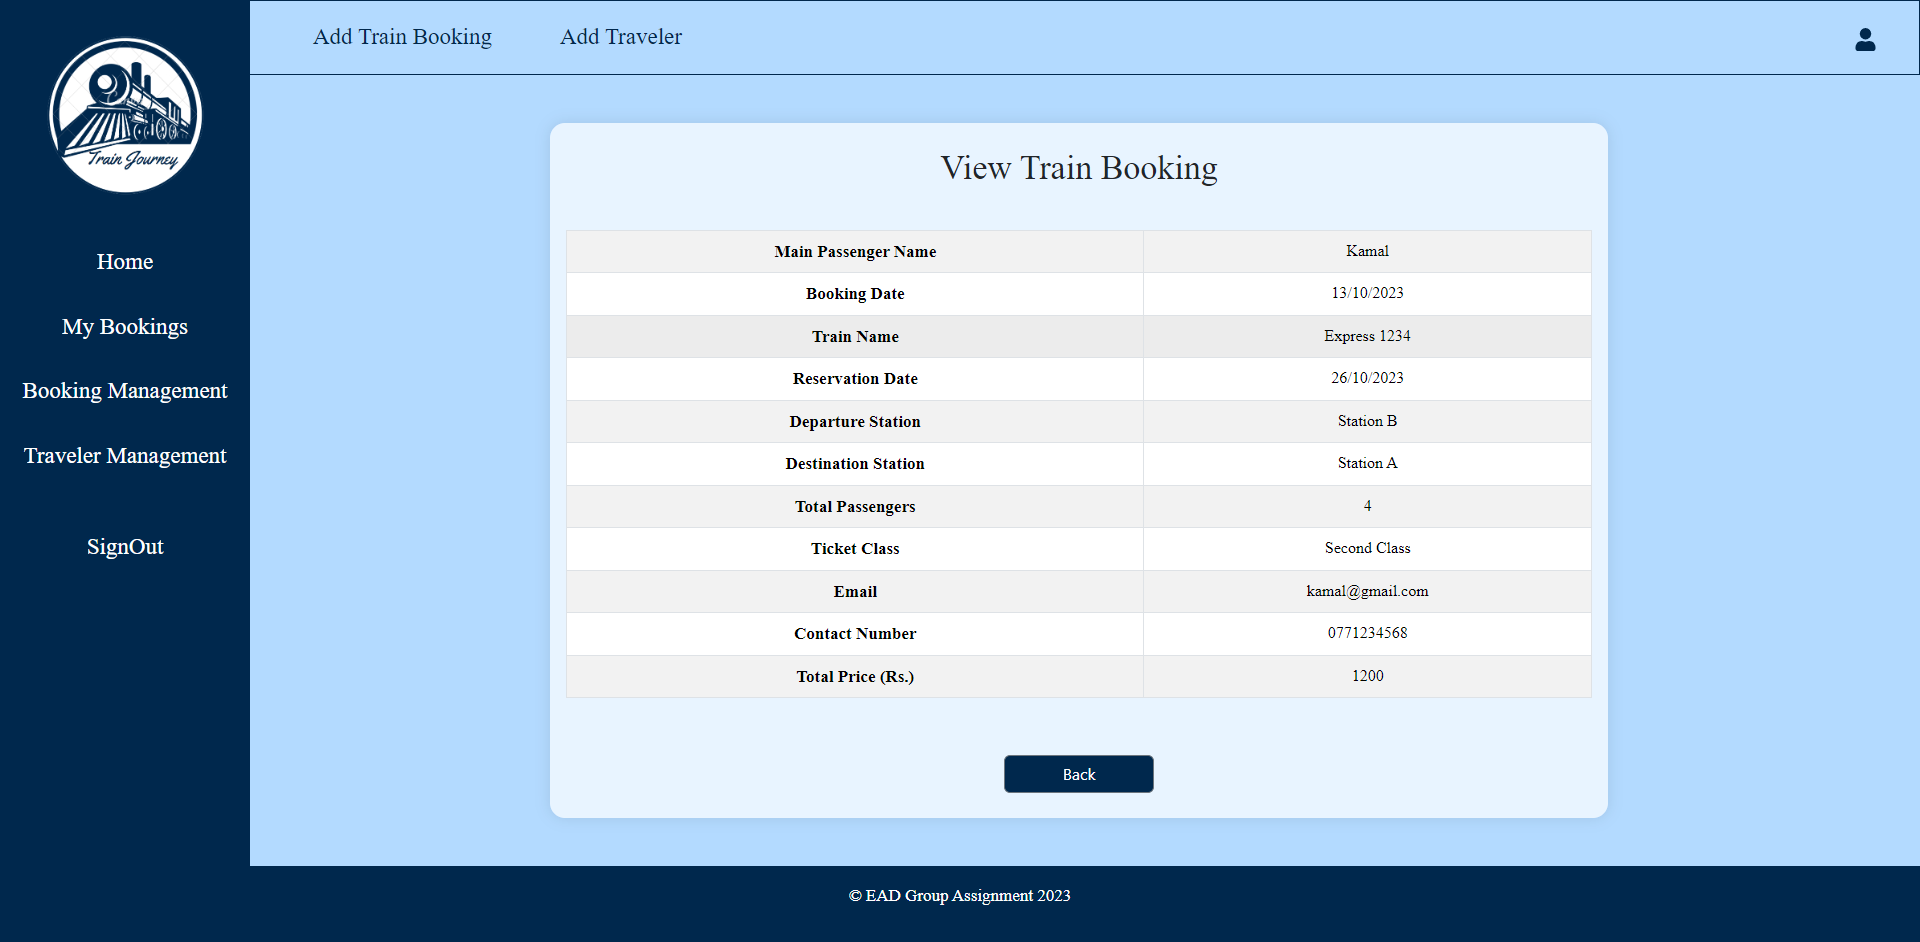 Add Train Booking Add Traveler
Train Journey
Home
My Bookings
Booking Management
Traveler Management
SignOut
View Train Booking
Main Passenger Name Kamal
Booking Date 13/10/2023
Train Name Express 1234
Reservation Date 26/10/2023
Departure Station Station B
Destination Station Station A
Total Passengers 4
Ticket Class Second Class
Email kamal@gmail.com
Contact Number 0771234568
Total Price (Rs.) 1200
Back
© EAD Group Assignment 2023